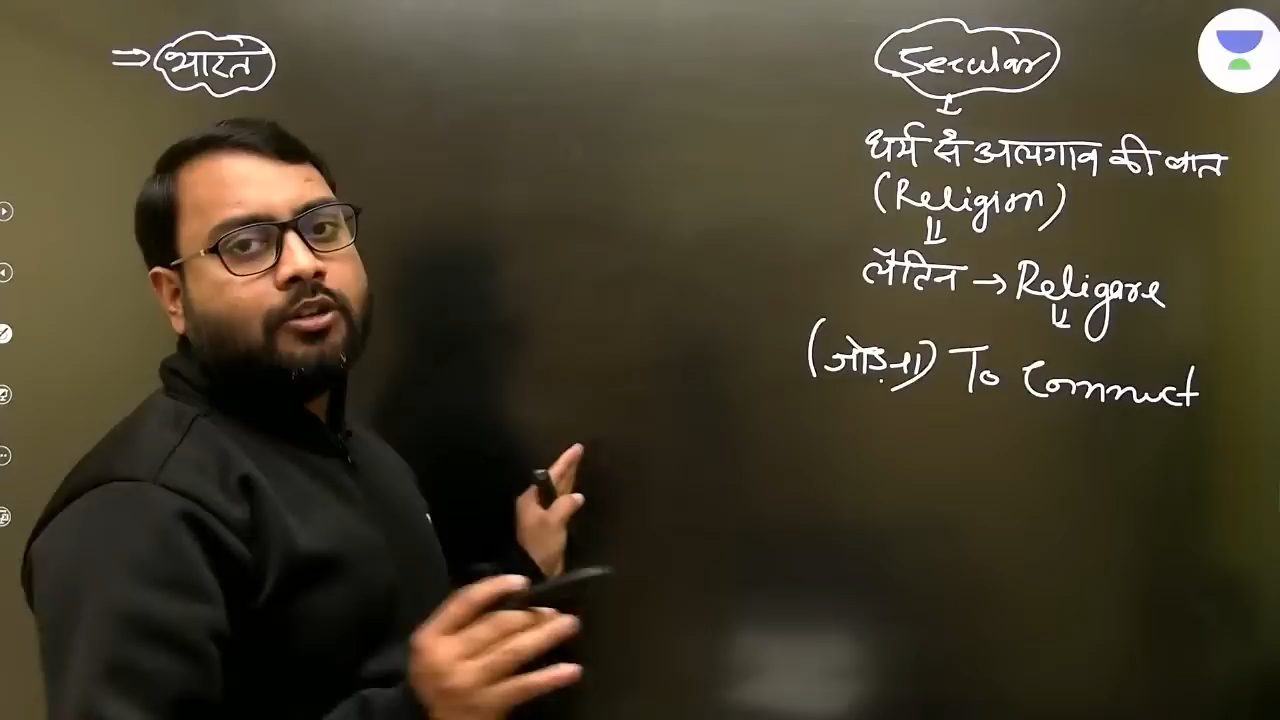 ⇒ भारत
Secular
धर्म से अलगाव की बात
(Religion)
लैटिन → Religare
(जोड़ना) To Connect